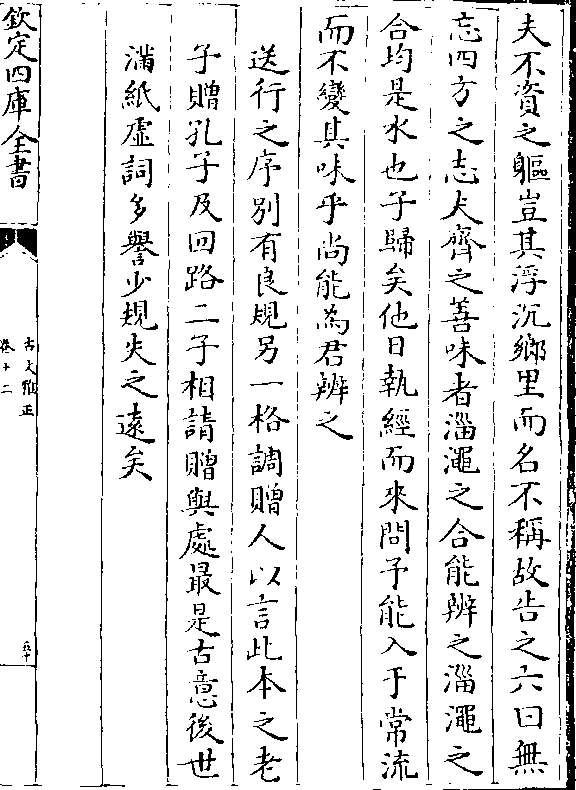 夫不資之軀豈其浮沉鄉里而名不稱故告之六曰無
忘四方之志夫齊之善味者淄澠之合能辨之淄澠之
合均是水也子歸矣他日執經而來問予能入于常流
而不變其味乎尚能為君辨之
送行之序別有良規另一格調贈人以言此本之老
子贈孔子及回路二子相請贈與處最是古意後世
滿紙虛詞多譽少規失之遠矣
欽定四庫全書
古文雅正
卷十二